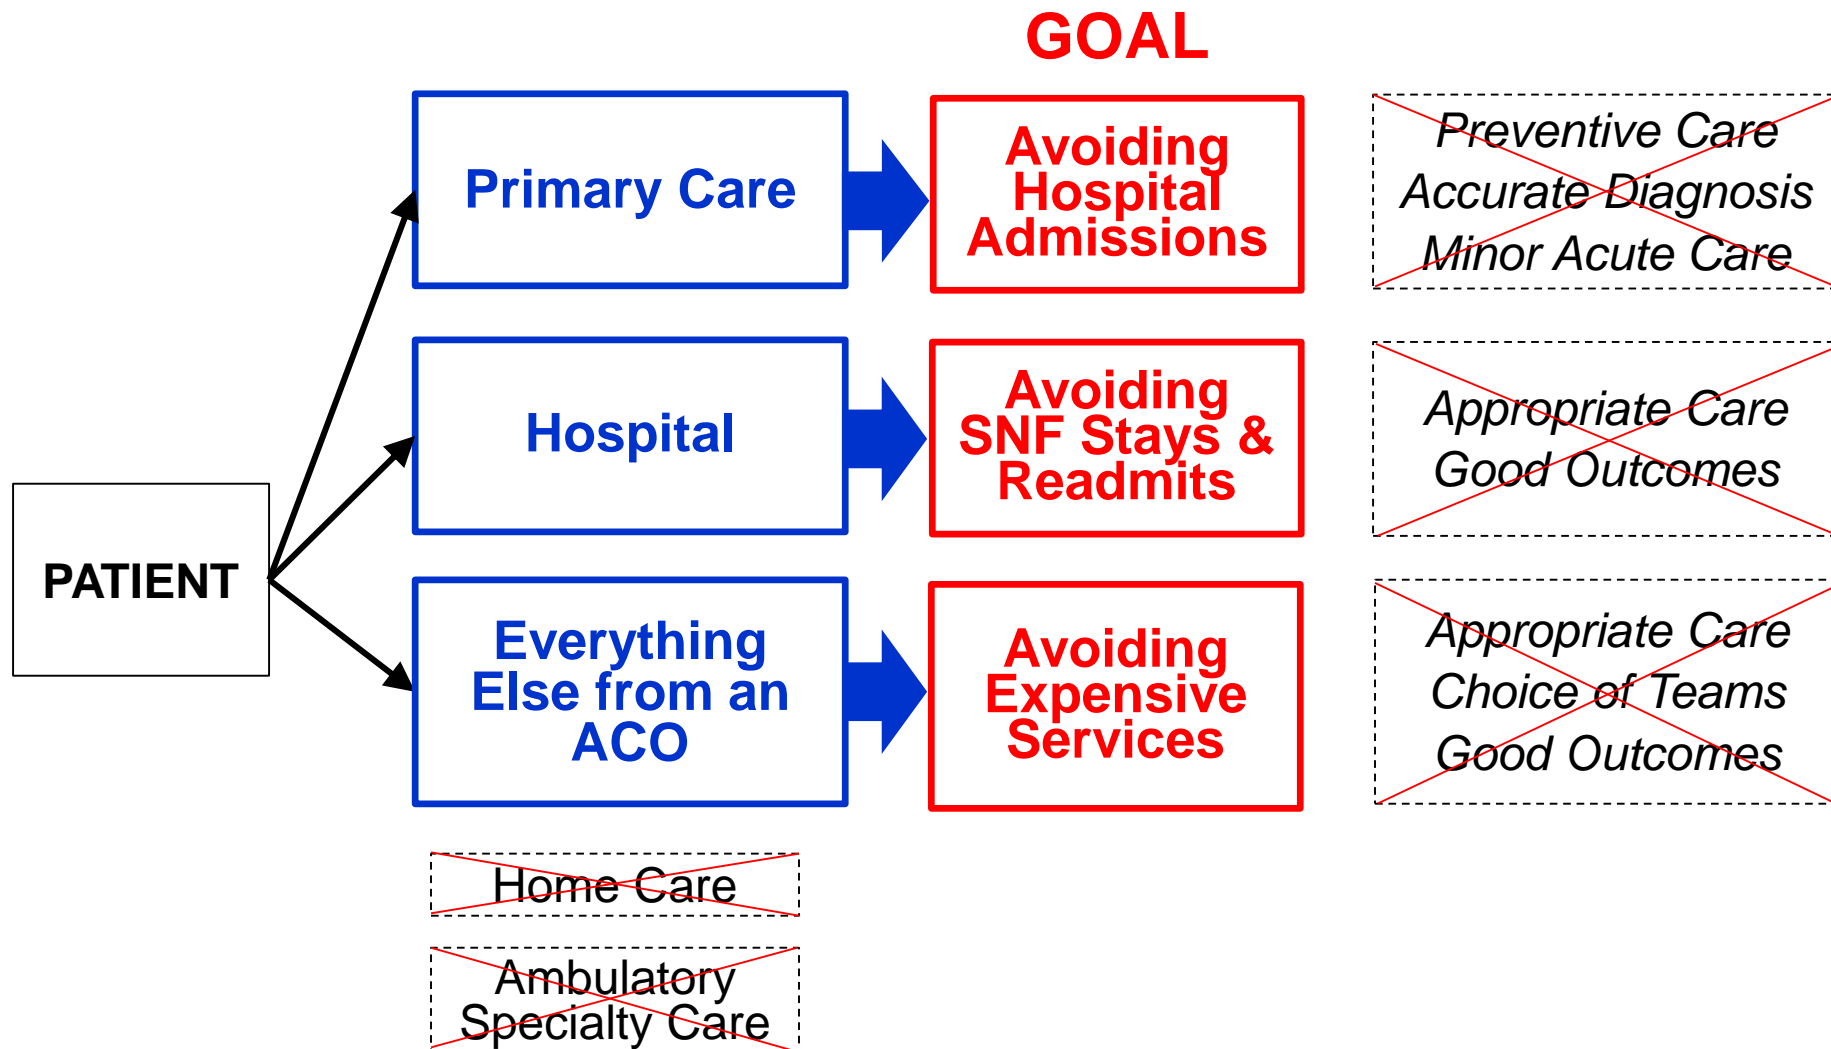 GOAL
Primary Care
Avoiding
Hospital
Admissions
Preventive Care
Accurate Diagnosis
Minor Acute Care
Hospital
Avoiding
SNF Stays &
Readmits
Appropriate Care
Good Outcomes
PATIENT
Everything
Else from an
ACO
Avoiding
Expensive
Services
Appropriate Care
Choice of Teams
Good Outcomes
Home Care
Ambulatory
Specialty Care